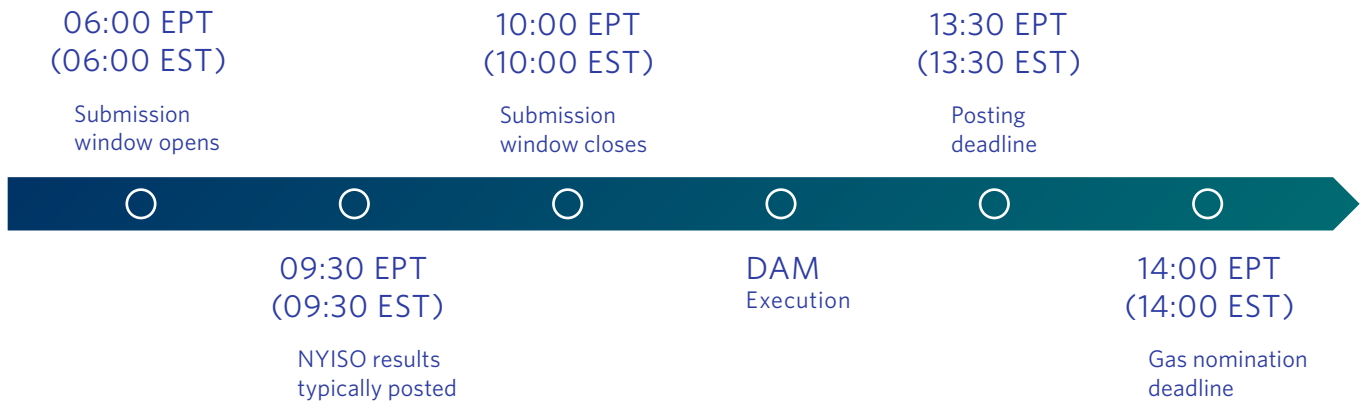 06:00 EPT
(06:00 EST)
Submission
window opens
09:30 EPT
(09:30 EST)
NYISO results
typically posted
10:00 EPT
(10:00 EST)
Submission
window closes
DAM
Execution
13:30 EPT
(13:30 EST)
Posting
deadline
14:00 EPT
(14:00 EST)
Gas nomination
deadline